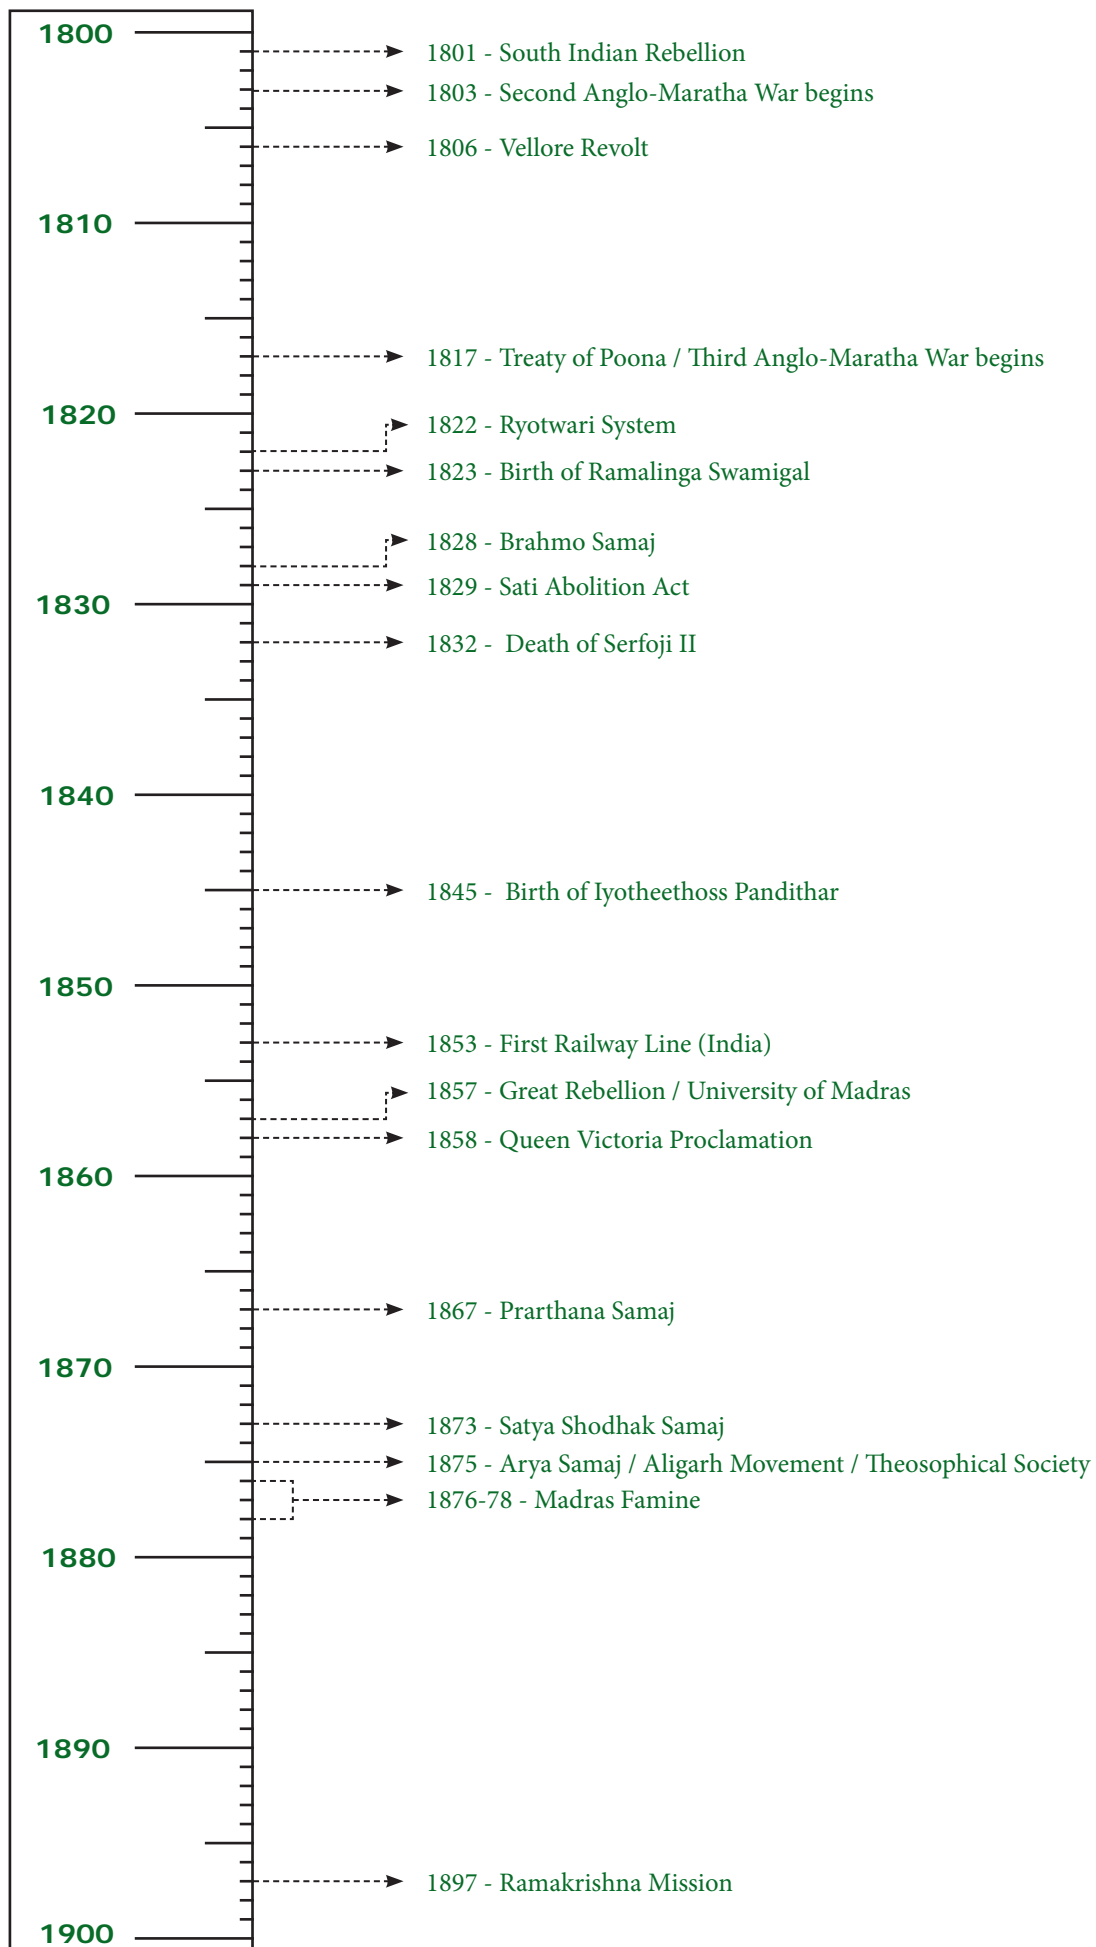 1800
1801 - South Indian Rebellion
1803 - Second Anglo-Maratha War begins
1806 - Vellore Revolt
1810
1817 - Treaty of Poona / Third Anglo-Maratha War begins
1820
1822 - Ryotwari System
1823 - Birth of Ramalinga Swamigal
1828 - Brahmo Samaj
1829 - Sati Abolition Act
1830
1832 - Death of Serfoji II
1840
1845 - Birth of Iyotheethoss Pandithar
1850
1853 - First Railway Line (India)
1857 - Great Rebellion / University of Madras
1858 - Queen Victoria Proclamation
1860
1867 - Prarthana Samaj
1870
1873 - Satya Shodhak Samaj
1875 - Arya Samaj / Aligarh Movement / Theosophical Society
1876-78 - Madras Famine
1880
1890
1897 - Ramakrishna Mission
1900